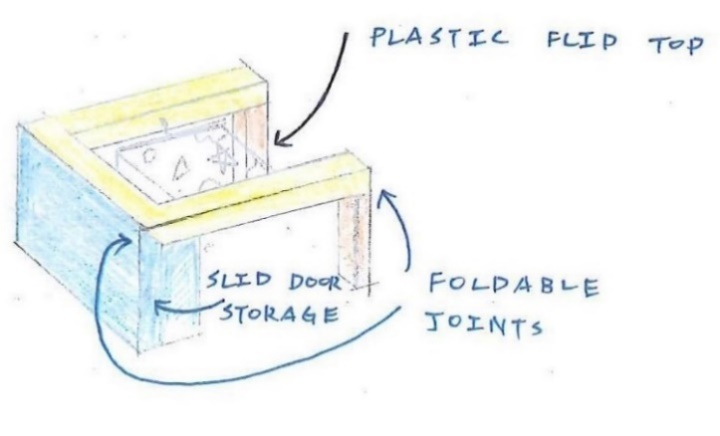 PLASTIC FLIP TOP
SLID DOOR
STORAGE
FOLDABLE
JOINTS